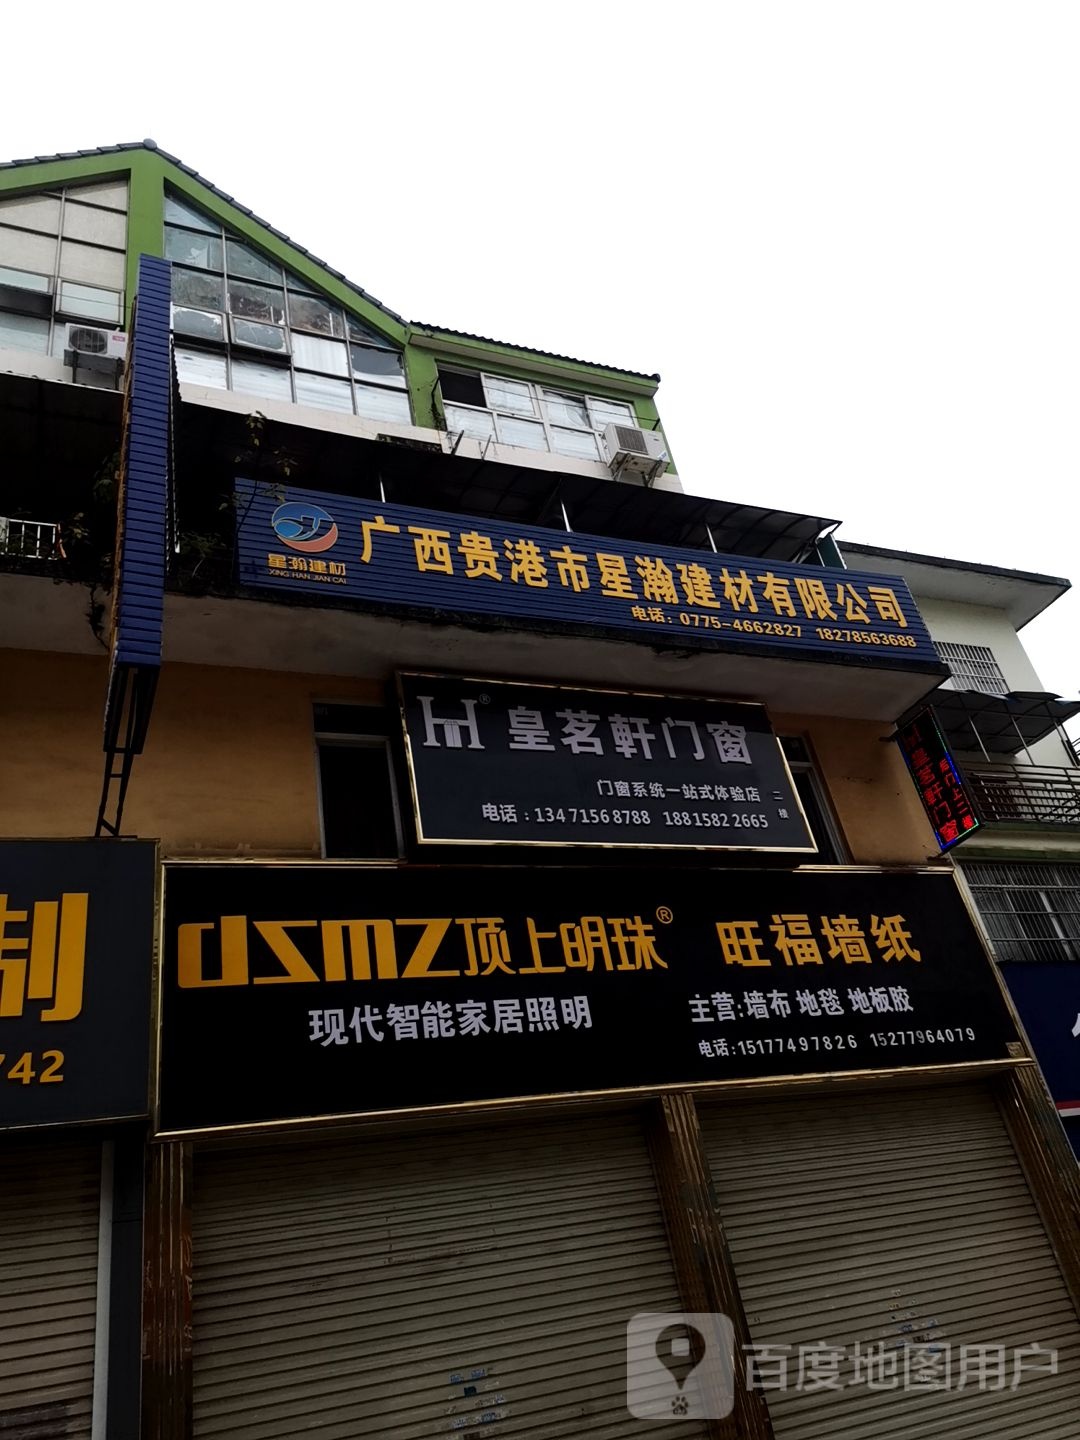 星瀚建材
XING HAN JIAN CAI
广西贵港市星瀚建材有限公司
电话：0775-4662827 18278563688
H®皇茗軒门窗
门窗系统一站式体验店 二楼
电话：13471568788 18815822665
皇茗軒门窗
dszmz顶上明珠® 旺福墙纸
现代智能家居照明
主营:墙布 地毯 地板胶
电话:15177497826 15277964079
制
742
百度地图用户